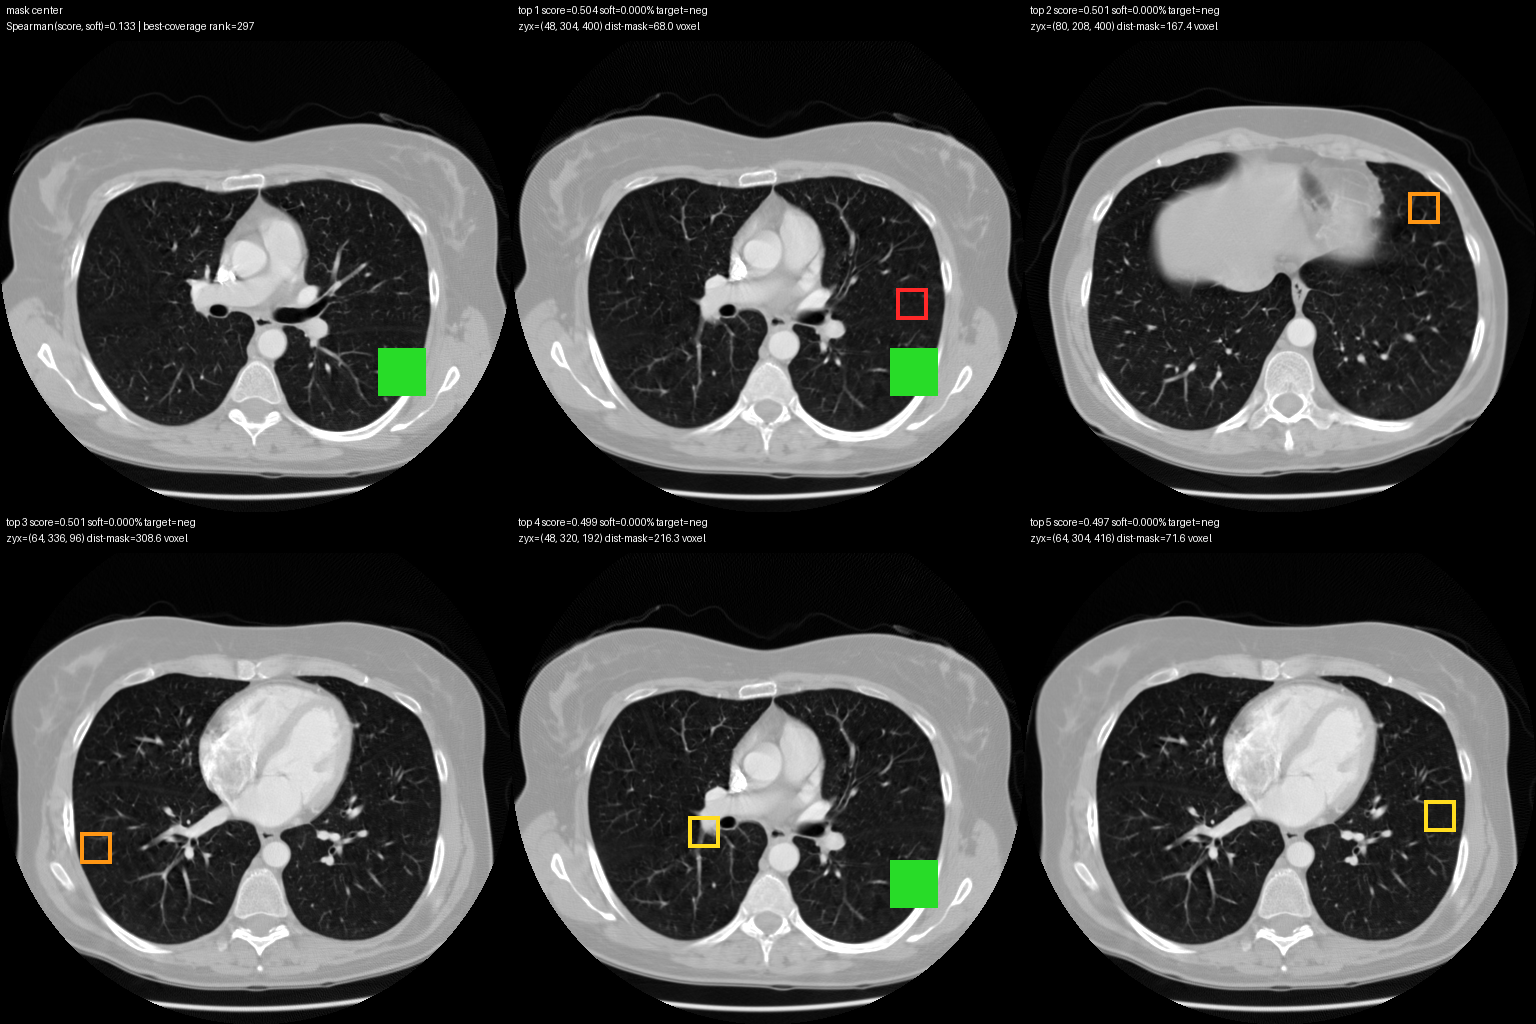 mask center
Spearman(score, soft)=0.133 | best-coverage rank=297
top 1 score=0.504 soft=0.000% target=neg
zyx=(48, 304, 400) dist-mask=68.0 voxel
top 2 score=0.501 soft=0.000% target=neg
zyx=(80, 208, 400) dist-mask=167.4 voxel
top 3 score=0.501 soft=0.000% target=neg
zyx=(64, 336, 96) dist-mask=308.6 voxel
top 4 score=0.499 soft=0.000% target=neg
zyx=(48, 320, 192) dist-mask=216.3 voxel
top 5 score=0.497 soft=0.000% target=neg
zyx=(64, 304, 416) dist-mask=71.6 voxel